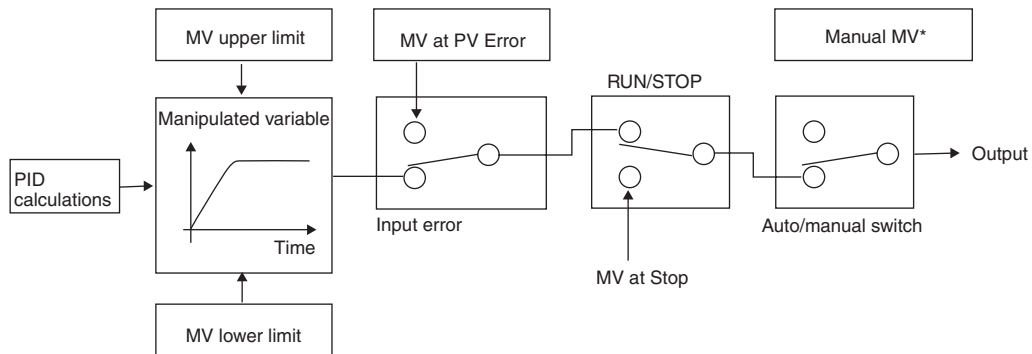 MV upper limit
MV at PV Error
Manual MV*
RUN/STOP
Manipulated variable
PID
calculations
Time
Input error
Output
Auto/manual switch
MV at Stop
MV lower limit